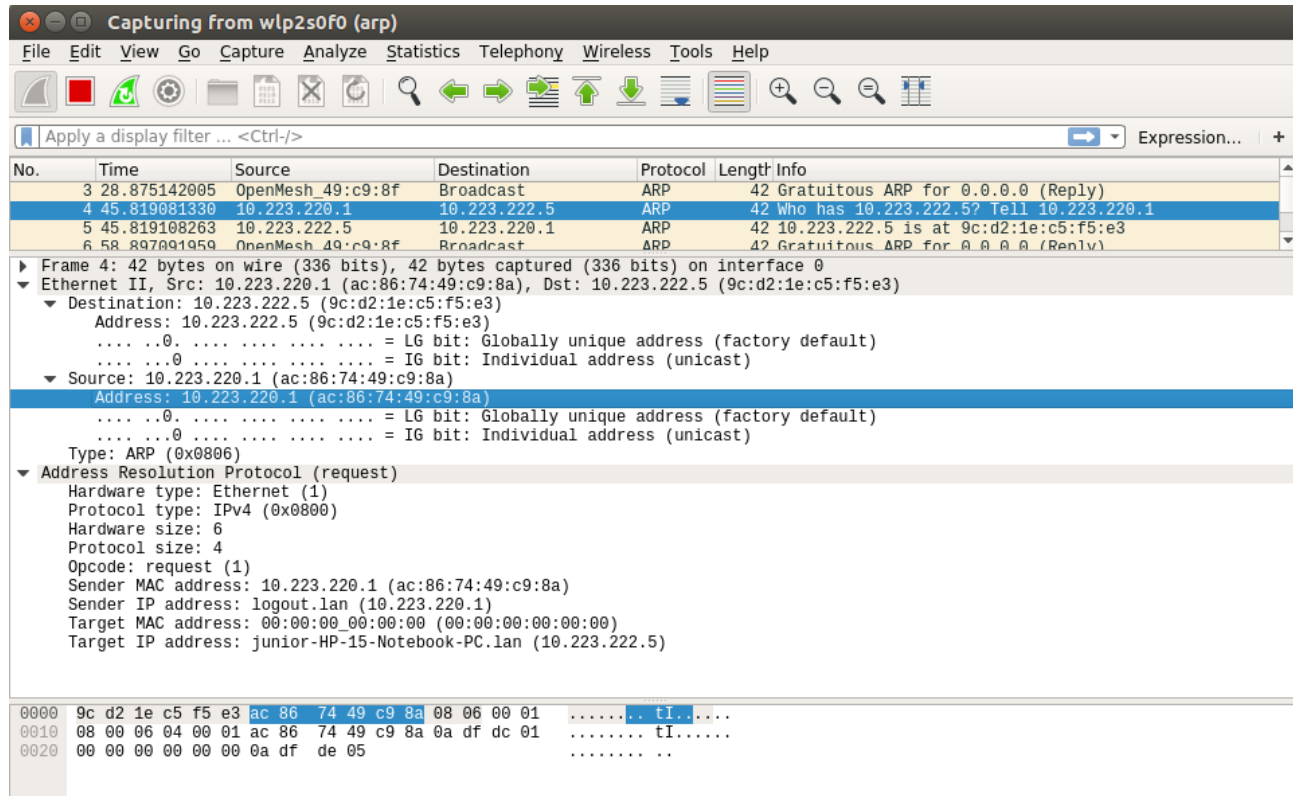 Capturing from wlp2s0f0 (arp)
File Edit View Go Capture Analyze Statistics Telephony Wireless Tools Help
Apply a display filter ... <Ctrl-/> Expression... +
No. Time Source Destination Protocol Length Info
3 28.875142005 OpenMesh_49:c9:8f Broadcast ARP 42 Gratuitous ARP for 0.0.0.0 (Reply)
4 45.819081330 10.223.220.1 10.223.222.5 ARP 42 Who has 10.223.222.5? Tell 10.223.220.1
5 45.819108263 10.223.222.5 10.223.220.1 ARP 42 10.223.222.5 is at 9c:d2:1e:c5:f5:e3
6 58.897091959 OpenMesh_49:c9:8f Broadcast ARP 42 Gratuitous ARP for 0.0.0.0 (Reply)
Frame 4: 42 bytes on wire (336 bits), 42 bytes captured (336 bits) on interface 0
Ethernet II, Src: 10.223.220.1 (ac:86:74:49:c9:8a), Dst: 10.223.222.5 (9c:d2:1e:c5:f5:e3)
Destination: 10.223.222.5 (9c:d2:1e:c5:f5:e3)
Address: 10.223.222.5 (9c:d2:1e:c5:f5:e3)
.... ..0. .... .... .... .... = LG bit: Globally unique address (factory default)
.... ...0 .... .... .... .... = IG bit: Individual address (unicast)
Source: 10.223.220.1 (ac:86:74:49:c9:8a)
Address: 10.223.220.1 (ac:86:74:49:c9:8a)
.... ..0. .... .... .... .... = LG bit: Globally unique address (factory default)
.... ...0 .... .... .... .... = IG bit: Individual address (unicast)
Type: ARP (0x0806)
Address Resolution Protocol (request)
Hardware type: Ethernet (1)
Protocol type: IPv4 (0x0800)
Hardware size: 6
Protocol size: 4
Opcode: request (1)
Sender MAC address: 10.223.220.1 (ac:86:74:49:c9:8a)
Sender IP address: logout.lan (10.223.220.1)
Target MAC address: 00:00:00_00:00:00 (00:00:00:00:00:00)
Target IP address: junior-HP-15-Notebook-PC.lan (10.223.222.5)
0000 9c d2 1e c5 f5 e3 ac 86 74 49 c9 8a 08 06 00 01 ........ tI......
0010 08 00 06 04 00 01 ac 86 74 49 c9 8a 0a df dc 01 ........ tI......
0020 00 00 00 00 00 00 0a df de 05 ........ ..